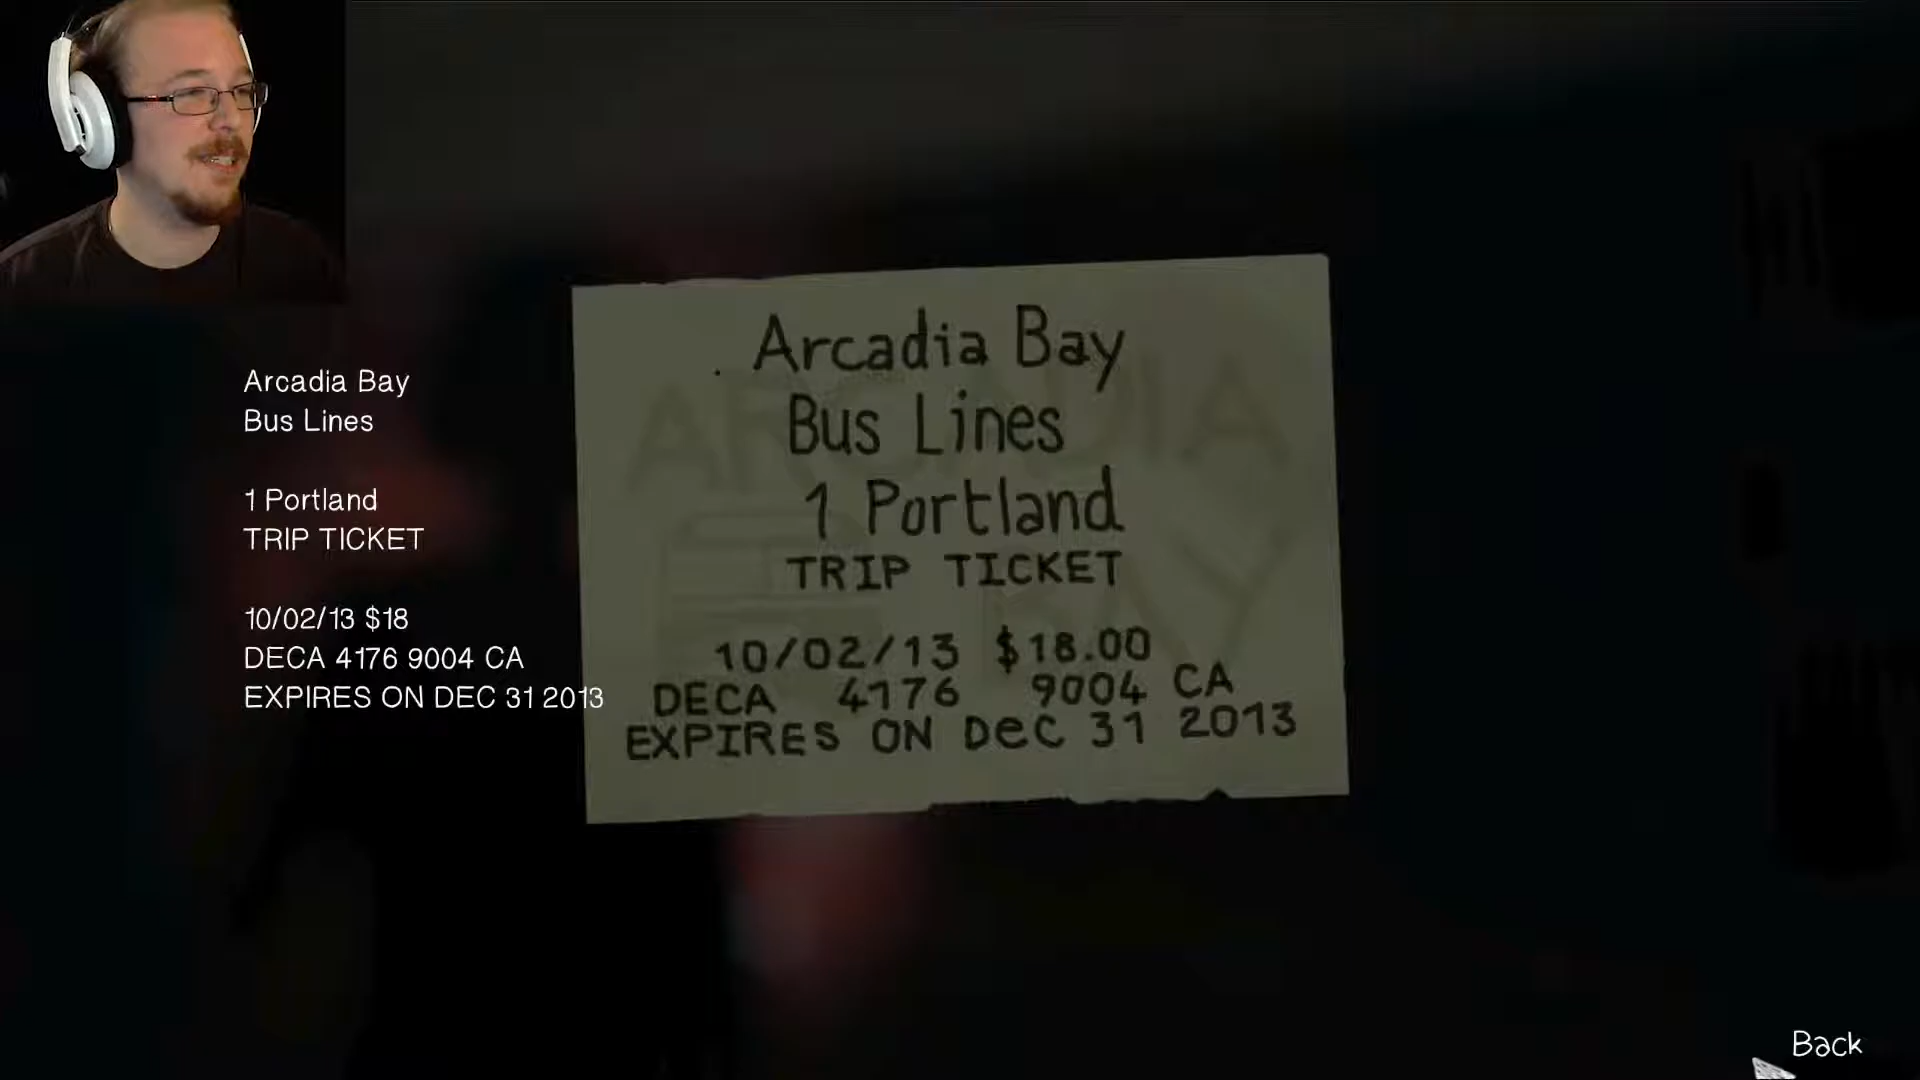 Arcadia Bay
Bus Lines
1 Portland
TRIP TICKET
10/02/13 $18
DECA 4176 9004 CA
EXPIRES ON DEC 31 2013
ARCADIA
BAY
Arcadia Bay
Bus Lines
1 Portland
TRIP TICKET
10/02/13 $18.00
DECA 4176 9004 CA
EXPIRES ON DeC 31 2013
Back